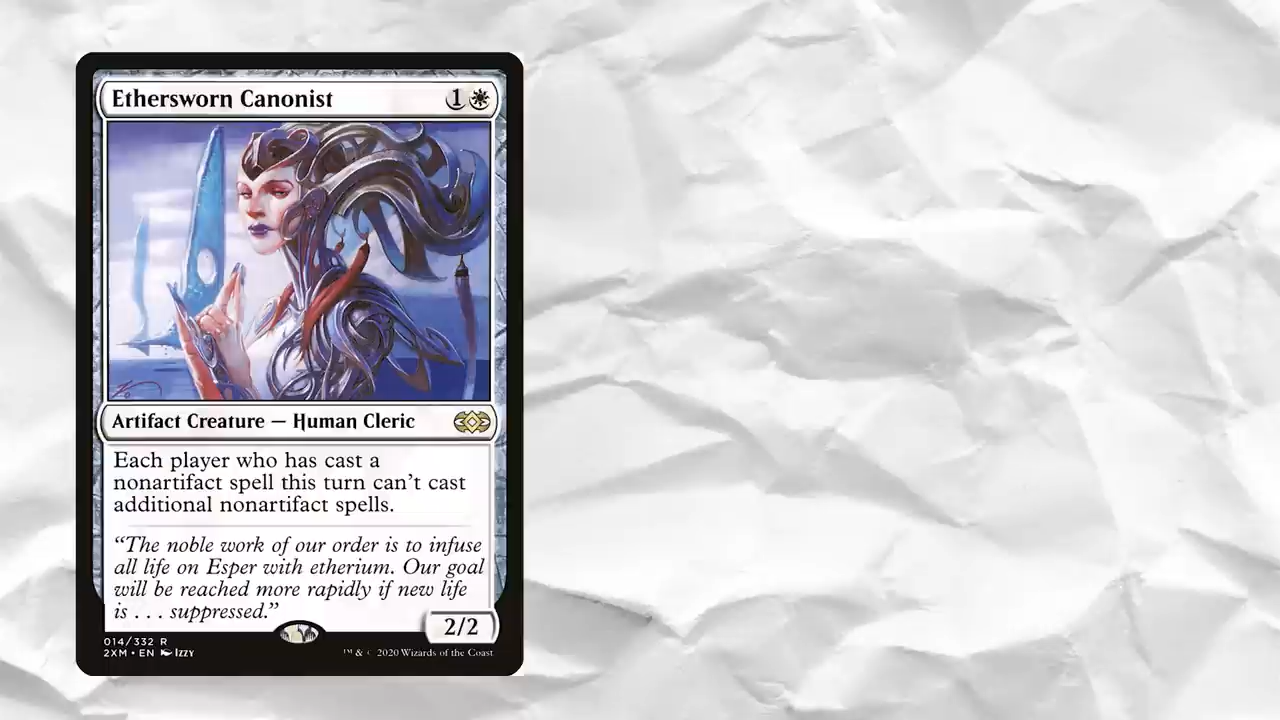 Ethersworn Canonist 1
Artifact Creature — Human Cleric
Each player who has cast a
nonartifact spell this turn can't cast
additional nonartifact spells.
“The noble work of our order is to infuse
all life on Esper with etherium. Our goal
will be reached more rapidly if new life
is . . . suppressed.”
2/2
014/332 R
2XM • EN Izzy
™ & © 2020 Wizards of the Coast